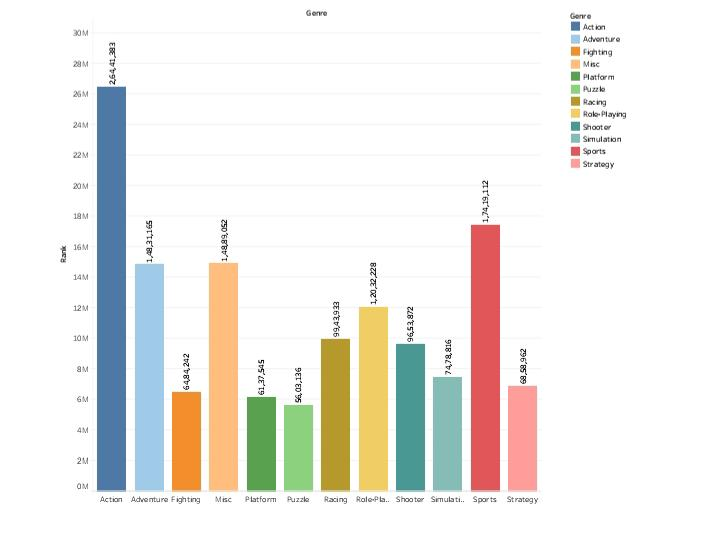 Genre
30M
28M
26M
24M
22M
20M
18M
16M
14M
12M
10M
8M
6M
4M
2M
0M
Rank
2,64,41,383
1,48,31,165
64,84,242
1,48,89,052
61,37,545
56,03,136
99,43,933
1,20,32,228
96,53,872
74,78,816
1,74,19,112
68,58,962
Action
Adventure
Fighting
Misc
Platform
Puzzle
Racing
Role-Pla..
Shooter
Simulati..
Sports
Strategy
Genre
Action
Adventure
Fighting
Misc
Platform
Puzzle
Racing
Role-Playing
Shooter
Simulation
Sports
Strategy